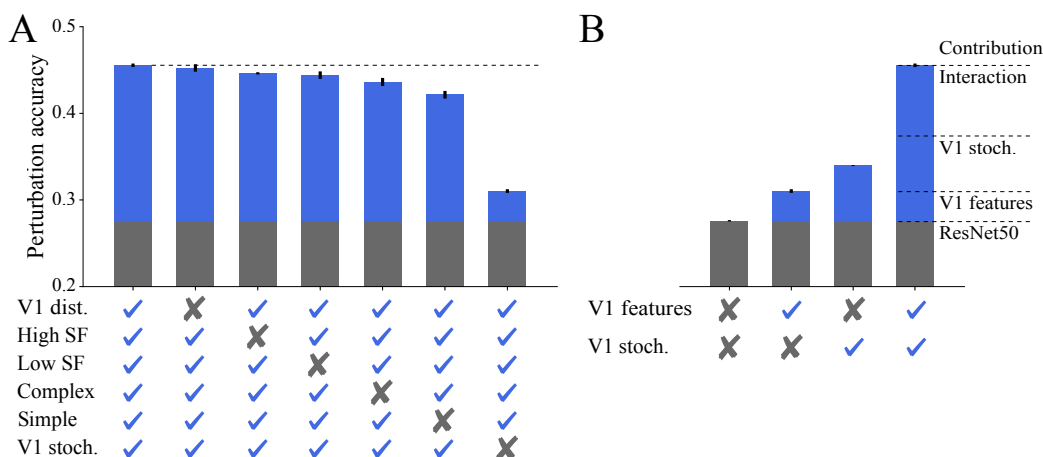 A
Perturbation accuracy
0.5
0.4
0.3
0.2
V1 dist.
High SF
Low SF
Complex
Simple
V1 stoch.
B
Contribution
Interaction
V1 stoch.
V1 features
ResNet50
V1 features
V1 stoch.